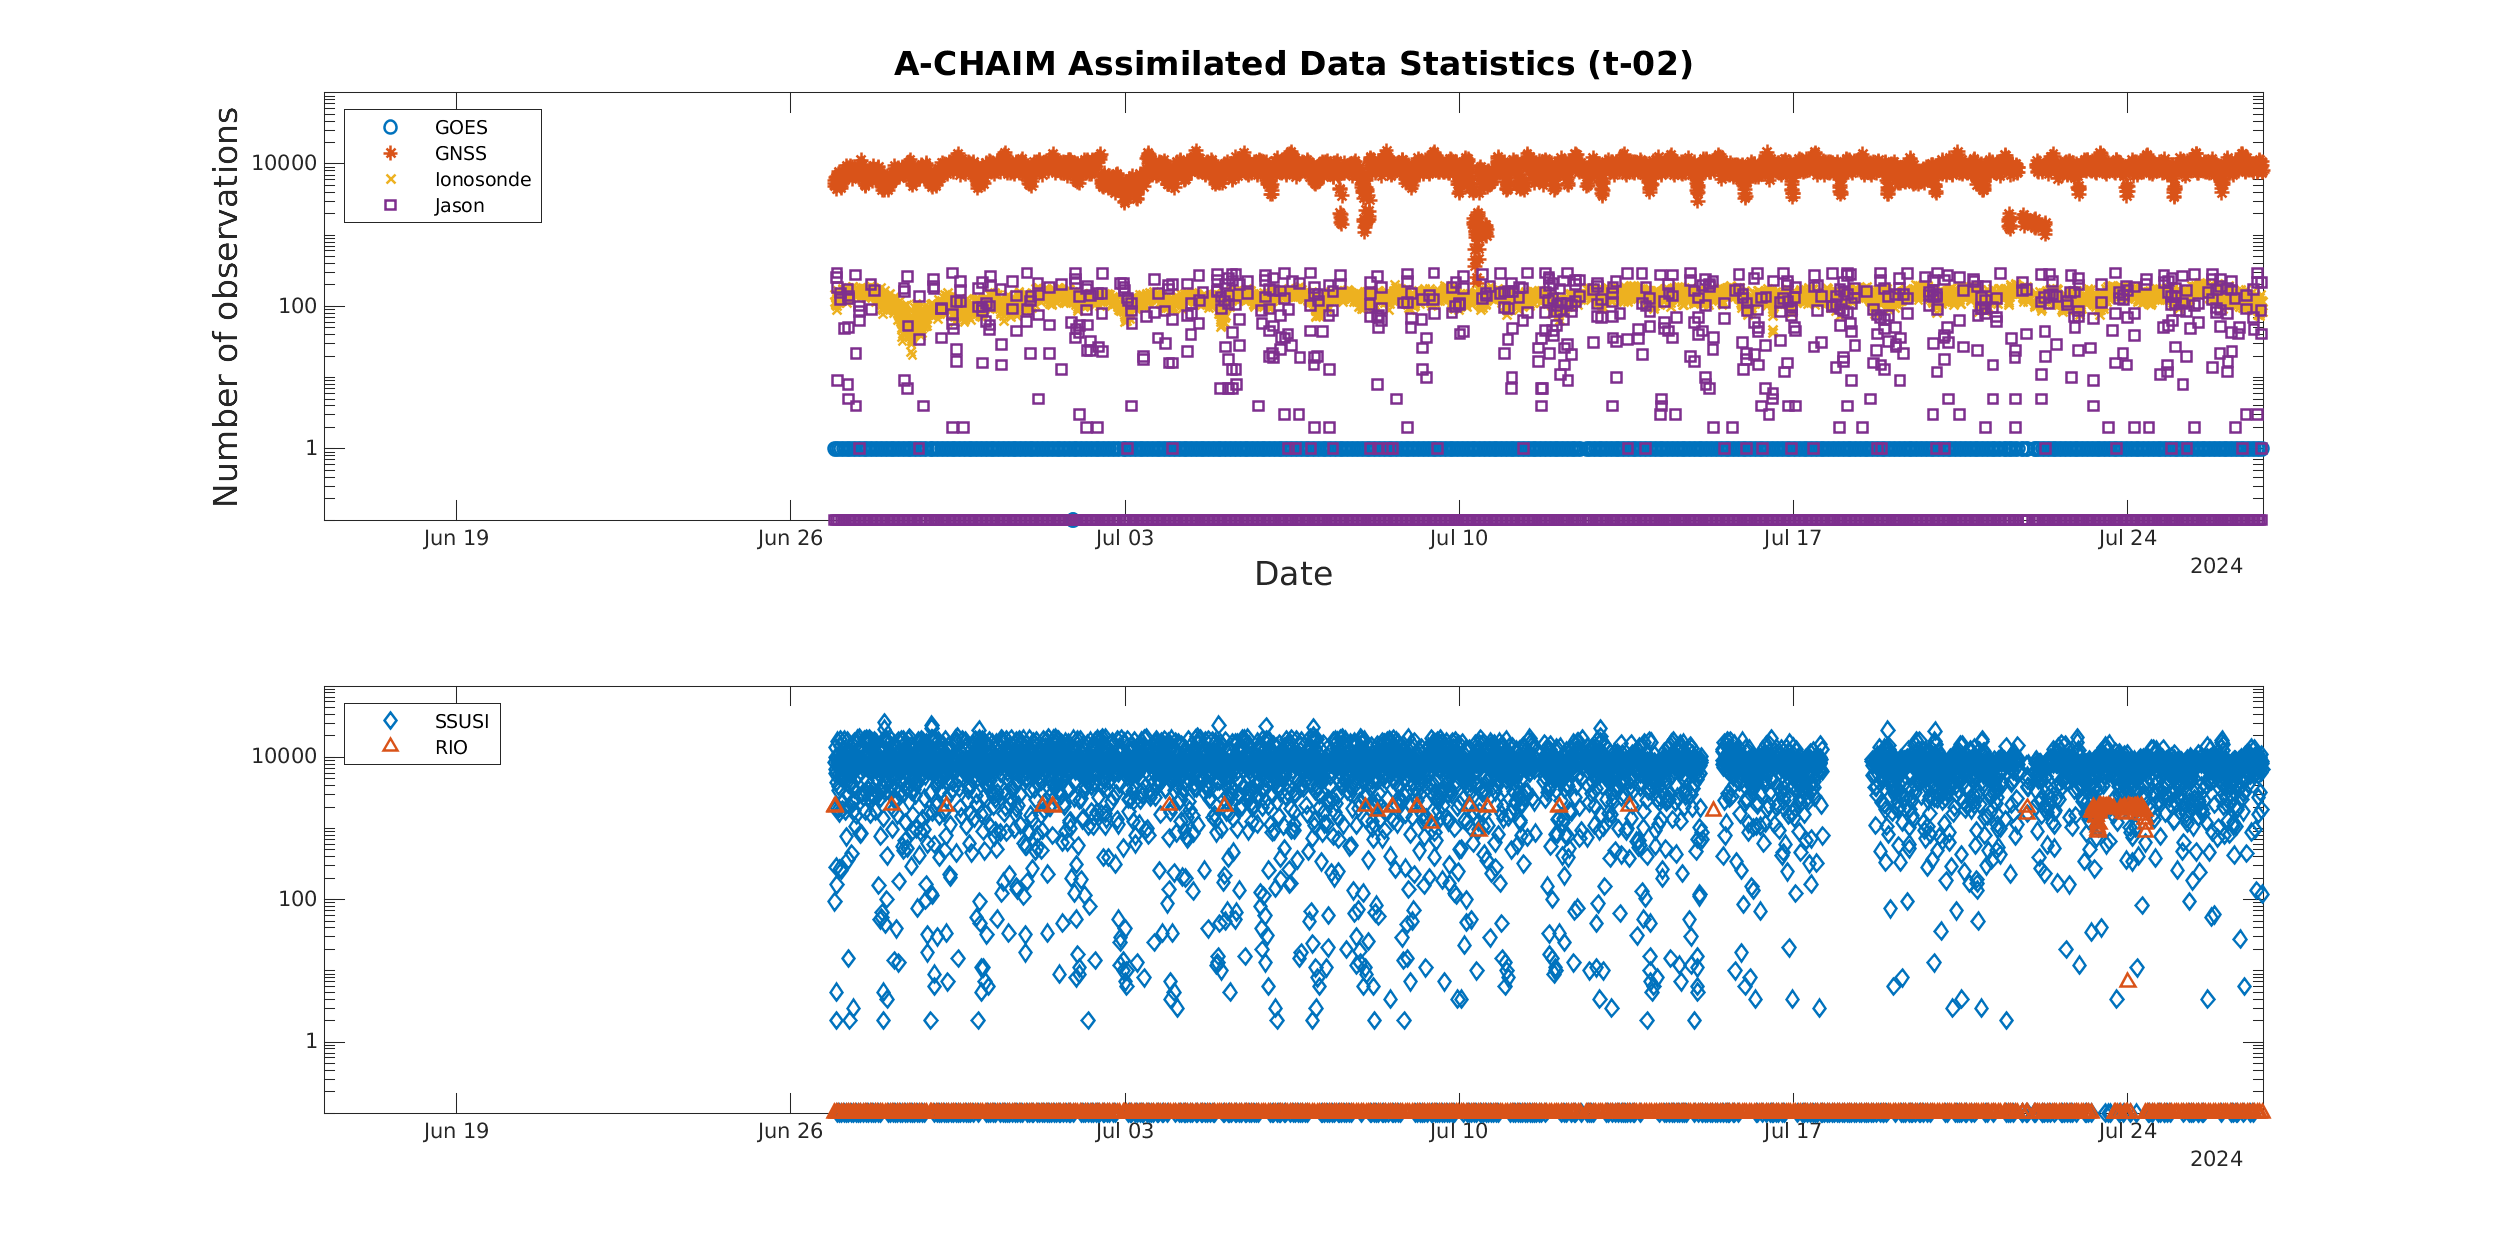 A-CHAIM Assimilated Data Statistics (t-02)
Number of observations
10000
100
1
GOES
GNSS
Ionosonde
Jason
Jun 19
Jun 26
Jul 03
Jul 10
Jul 17
Jul 24
2024
Date
10000
100
1
SSUSI
RIO
Jun 19
Jun 26
Jul 03
Jul 10
Jul 17
Jul 24
2024